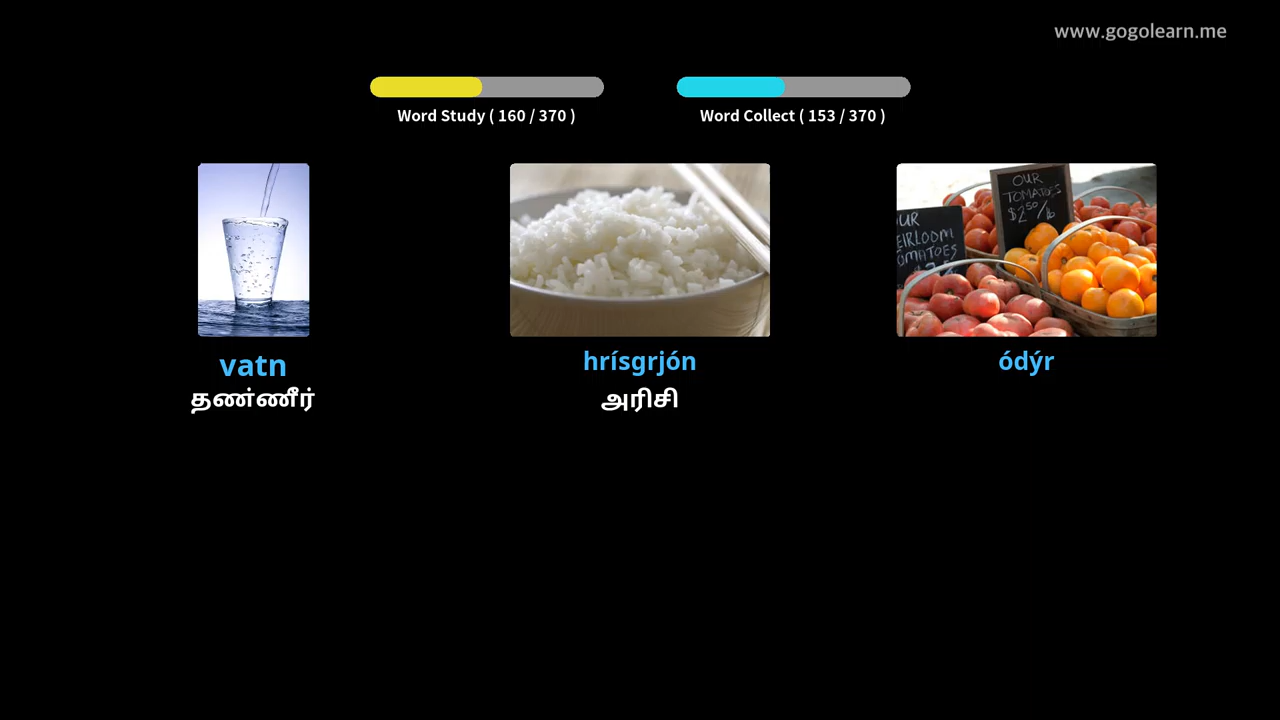 www.gogolearn.me
Word Study ( 160 / 370 )
Word Collect ( 153 / 370 )
OUR
TOMATOES
$2.50/lb
UR
EIRLOOM
OMATOES
vatn
hrísgrjón
ódýr
தண்ணீர்
அரிசி